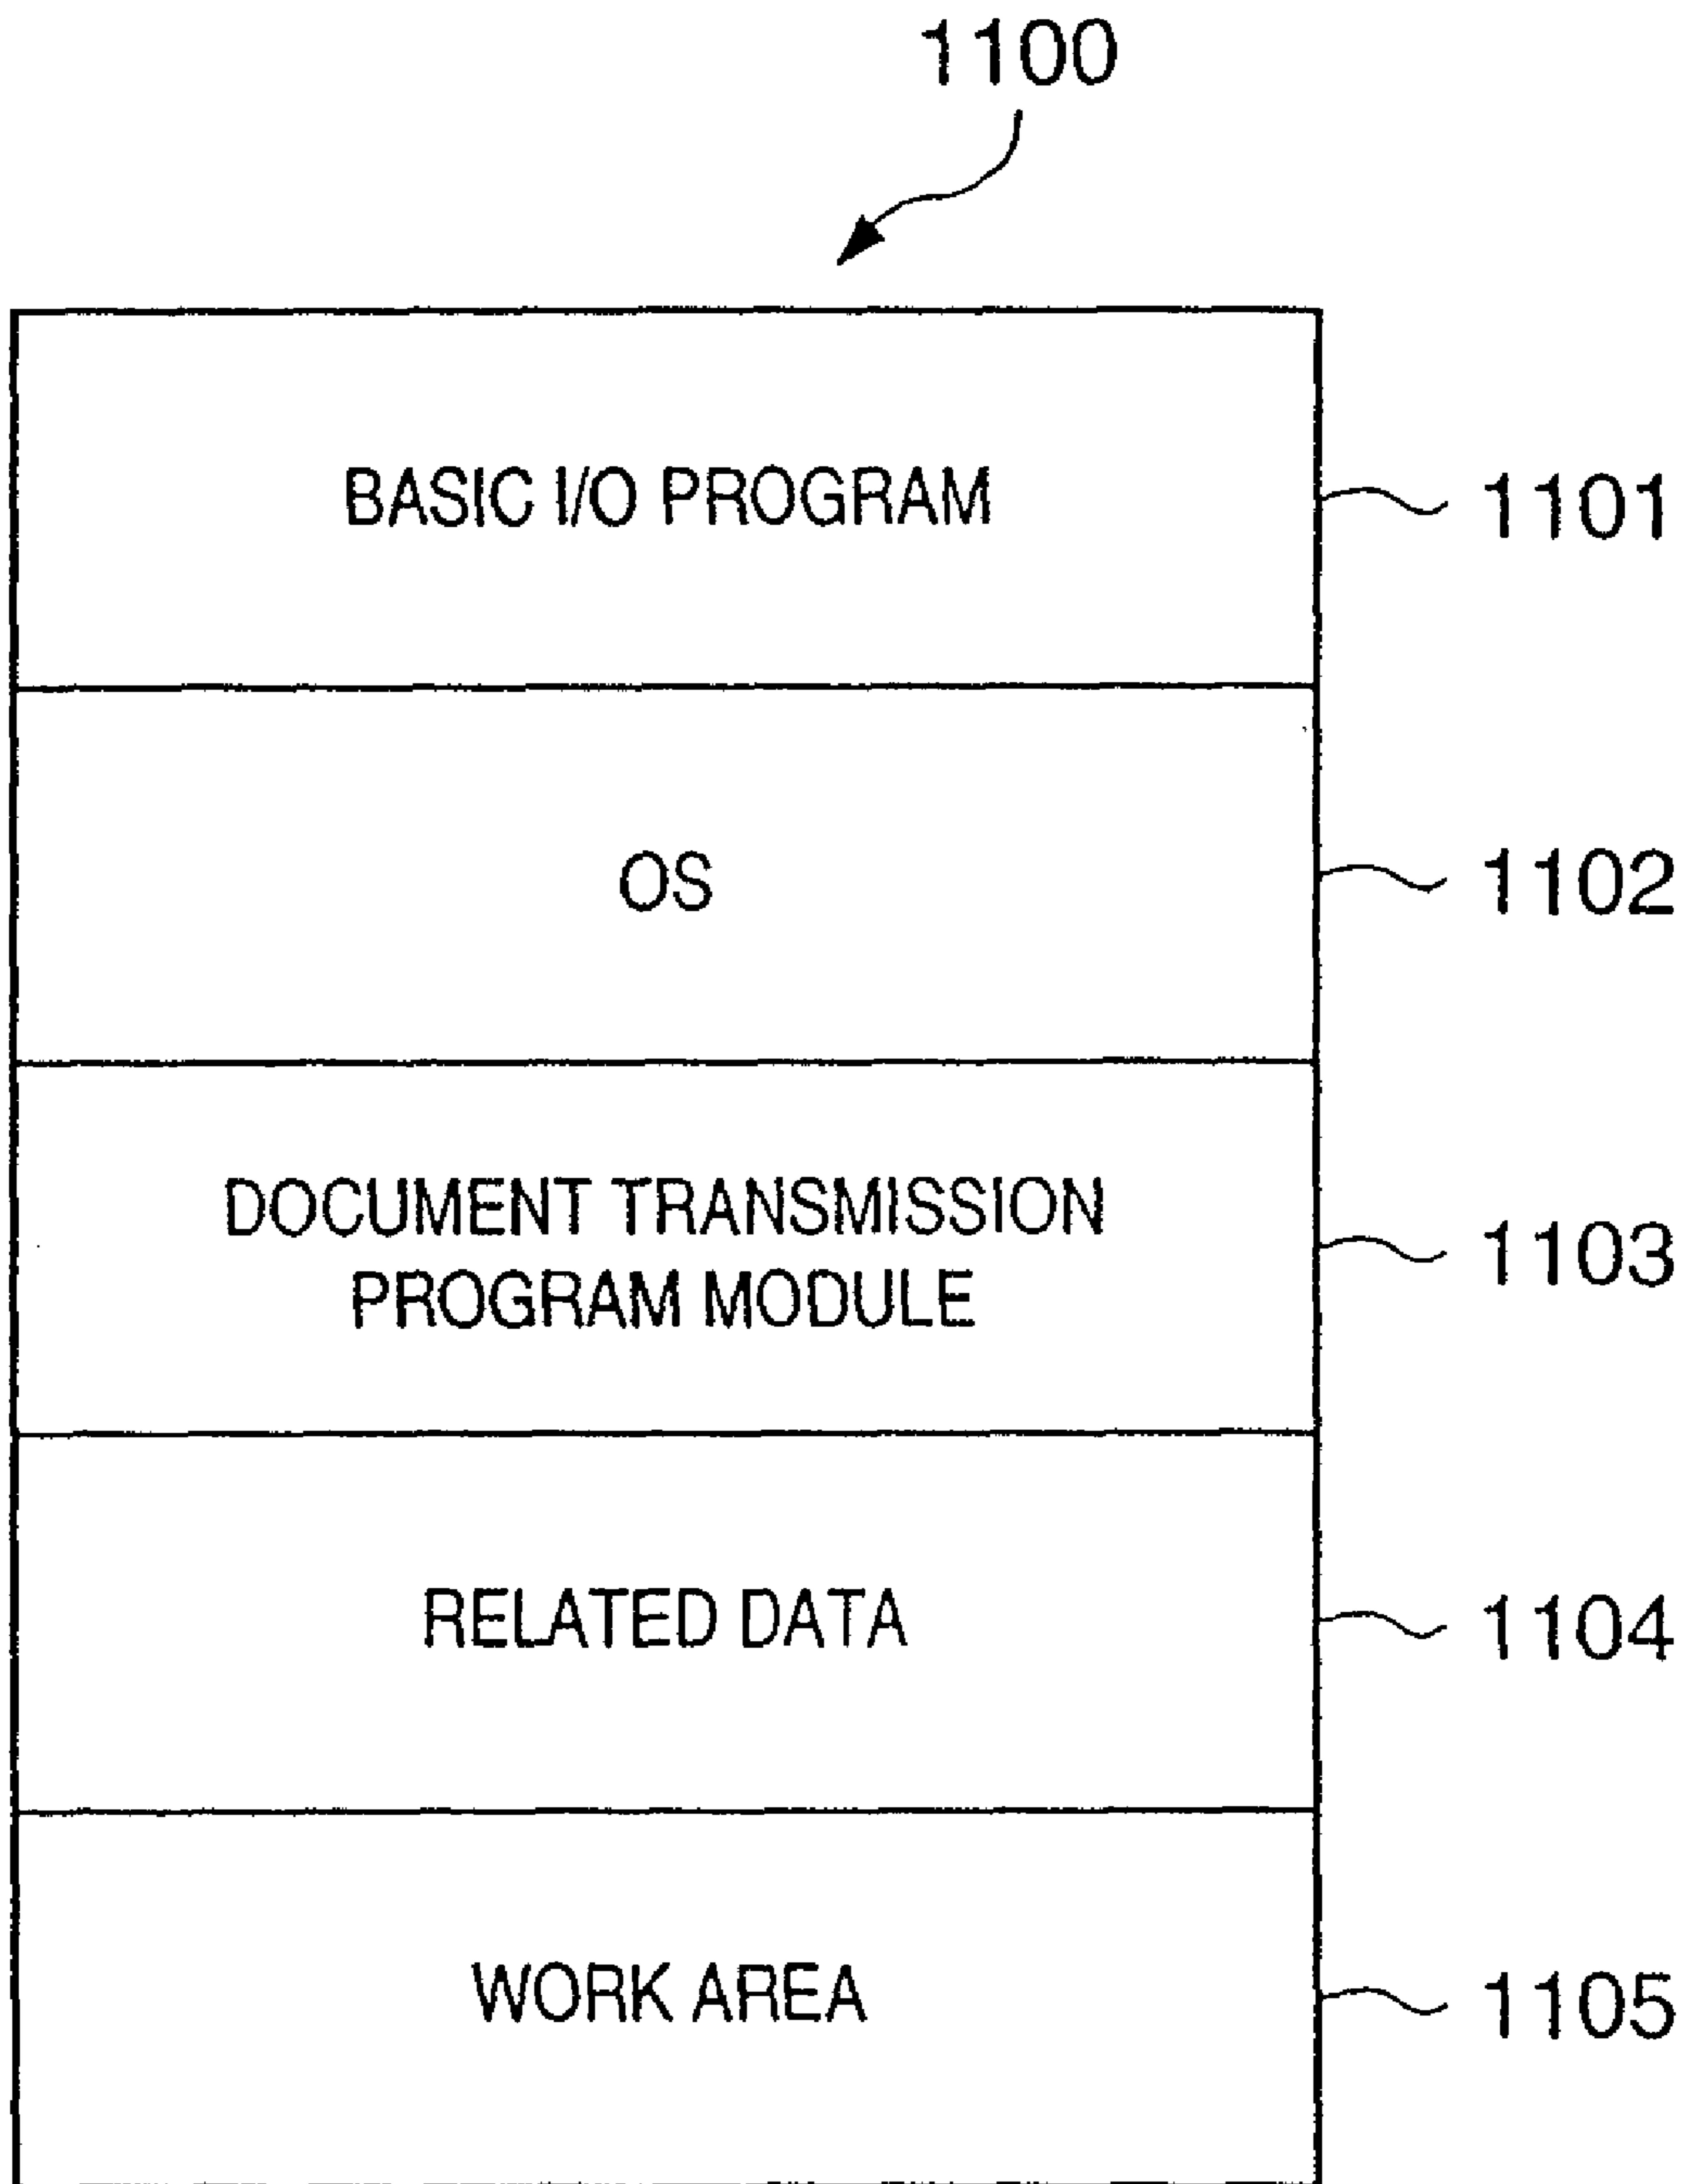 1100
BASIC I/O PROGRAM
1101
OS
1102
DOCUMENT TRANSMISSION
PROGRAM MODULE
1103
RELATED DATA
1104
WORK AREA
1105